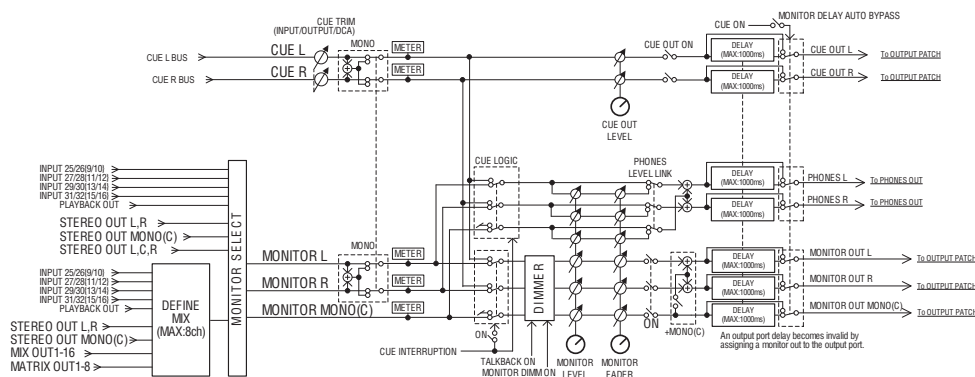 CUE TRIM
(INPUT/OUTPUT/DCA)
MONO
CUE ON
MONITOR DELAY AUTO BYPASS
CUE L BUS
CUE L
METER
CUE OUT ON
DELAY
(MAX:1000ms)
CUE OUT L
To OUTPUT PATCH
CUE R BUS
CUE R
METER
DELAY
(MAX:1000ms)
CUE OUT R
To OUTPUT PATCH
CUE OUT
LEVEL
INPUT 25/26(9/10)
INPUT 27/28(11/12)
INPUT 29/30(13/14)
INPUT 31/32(15/16)
PLAYBACK OUT
STEREO OUT L,R
STEREO OUT MONO(C)
STEREO OUT L,C,R
CUE LOGIC
PHONES
LEVEL LINK
DELAY
(MAX:1000ms)
PHONES L
To PHONES OUT
DELAY
(MAX:1000ms)
PHONES R
To PHONES OUT
INPUT 25/26(9/10)
INPUT 27/28(11/12)
INPUT 29/30(13/14)
INPUT 31/32(15/16)
PLAYBACK OUT
STEREO OUT L,R
STEREO OUT MONO(C)
MIX OUT1-16
MATRIX OUT1-8
DEFINE
MIX
(MAX:8ch)
MONITOR SELECT
MONITOR L
MONO
METER
MONITOR R
METER
MONITOR MONO(C)
METER
DIMMER
DELAY
(MAX:1000ms)
MONITOR OUT L
To OUTPUT PATCH
DELAY
(MAX:1000ms)
MONITOR OUT R
To OUTPUT PATCH
DELAY
(MAX:1000ms)
MONITOR OUT MONO(C)
To OUTPUT PATCH
ON
ON
+MONO(C)
CUE INTERRUPTION
TALKBACK ON
MONITOR DIMM ON
MONITOR
LEVEL
MONITOR
FADER
An output port delay becomes invalid by
assigning a monitor out to the output port.